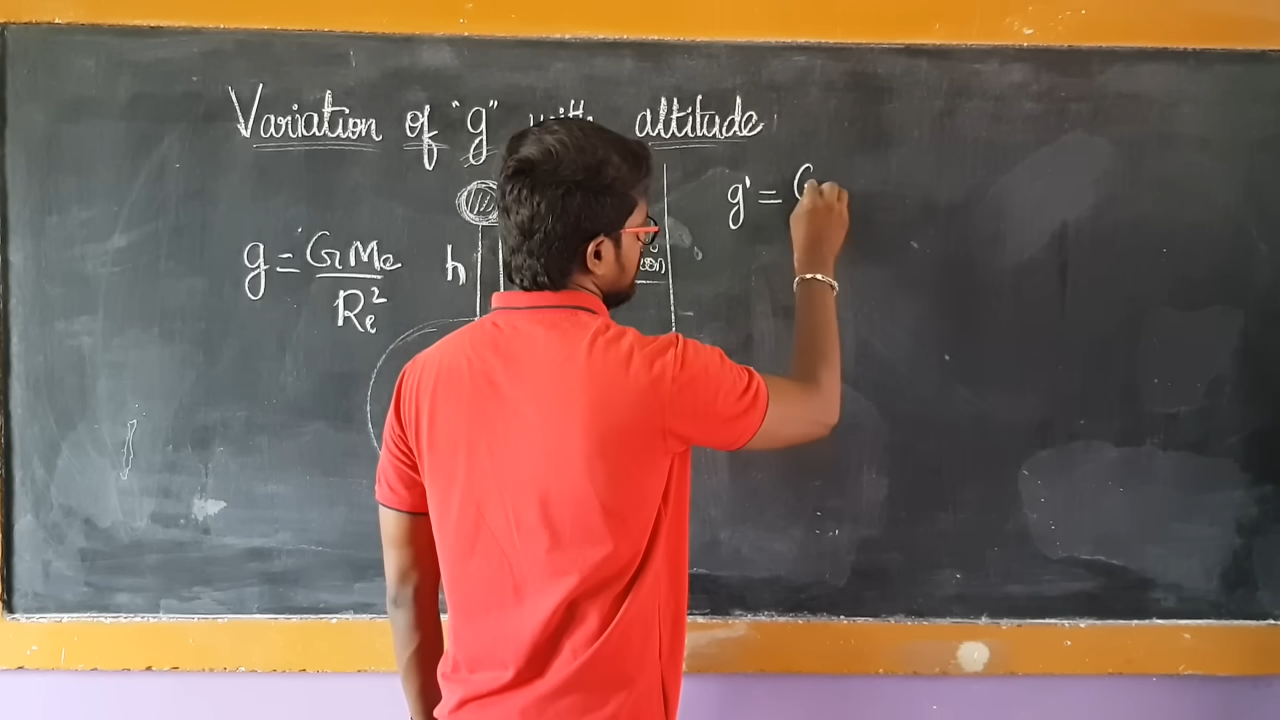 Variation of "g" with altitude
g = GMe
Re²
h
g' = G